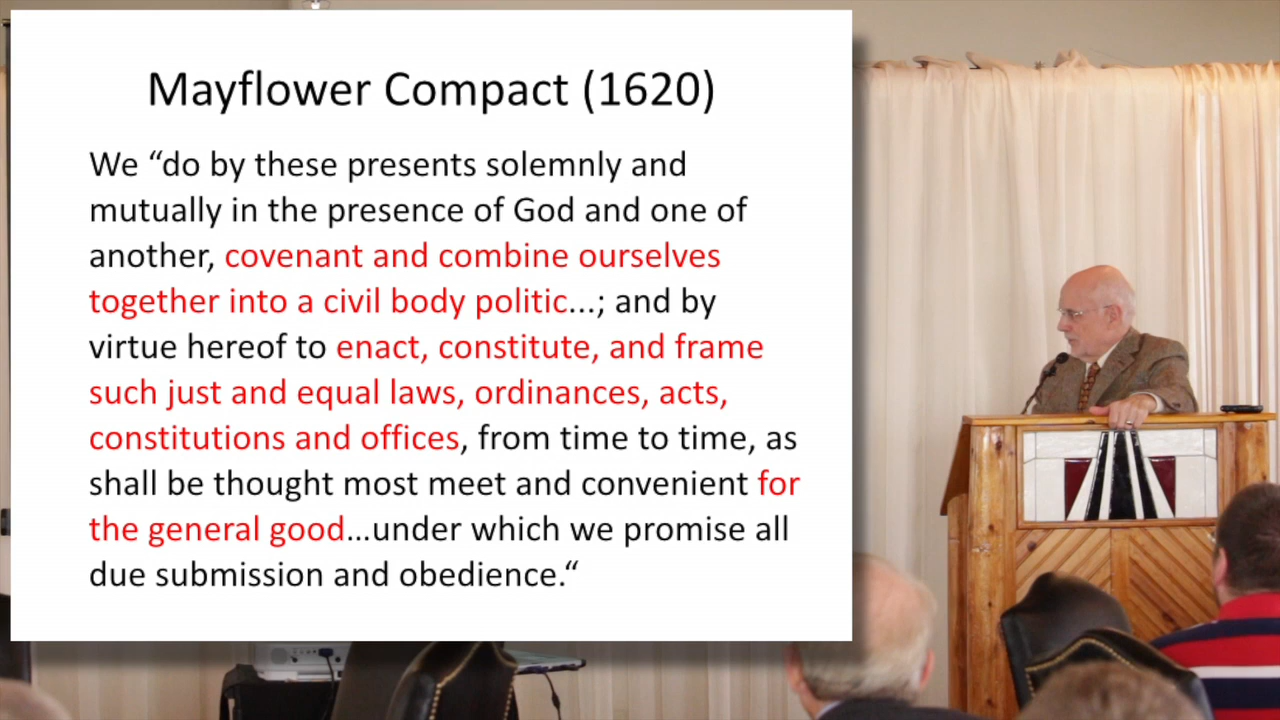 Mayflower Compact (1620)
We “do by these presents solemnly and
mutually in the presence of God and one of
another, covenant and combine ourselves
together into a civil body politic...; and by
virtue hereof to enact, constitute, and frame
such just and equal laws, ordinances, acts,
constitutions and offices, from time to time, as
shall be thought most meet and convenient for
the general good...under which we promise all
due submission and obedience.“